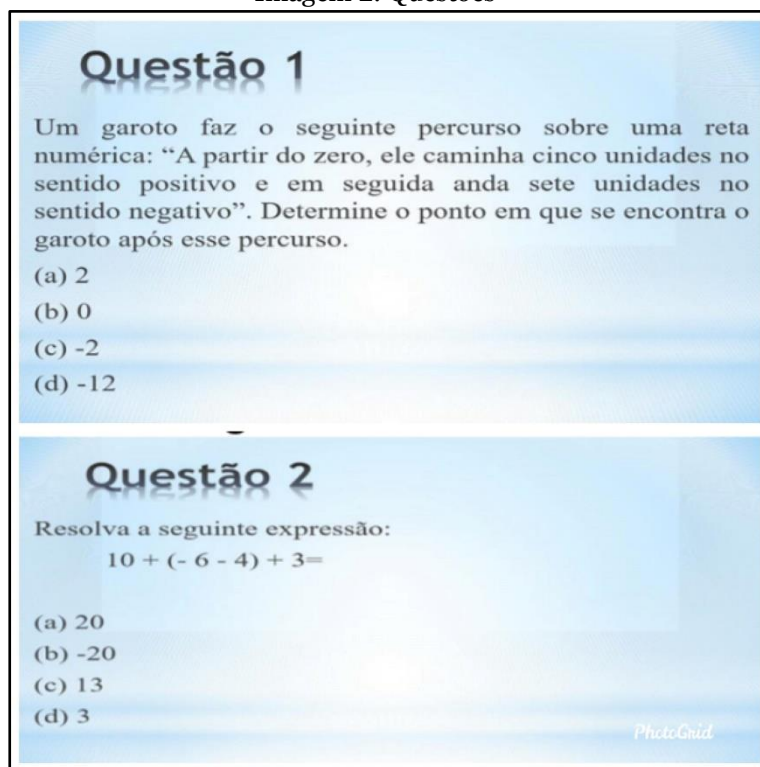 Questão 1
Um garoto faz o seguinte percurso sobre uma reta
numérica: “A partir do zero, ele caminha cinco unidades no
sentido positivo e em seguida anda sete unidades no
sentido negativo”. Determine o ponto em que se encontra o
garoto após esse percurso.
(a) 2
(b) 0
(c) -2
(d) -12
Questão 2
Resolva a seguinte expressão:
10 + (- 6 - 4) + 3=
(a) 20
(b) -20
(c) 13
(d) 3
PhotoGrid